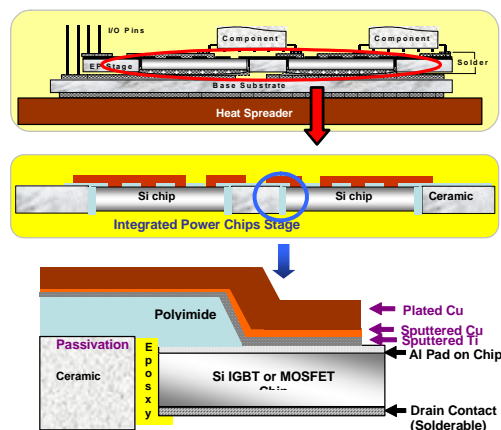 I/O Pins
Component
Component
Solder
EP Stage
Base Substrate
Heat Spreader
Si chip
Si chip
Ceramic
Integrated Power Chips Stage
Polyimide
Plated Cu
Sputtered Cu
Sputtered Ti
Passivation
Al Pad on Chip
Eposxy
Ceramic
Si IGBT or MOSFET
Chip
Drain Contact
(Solderable)